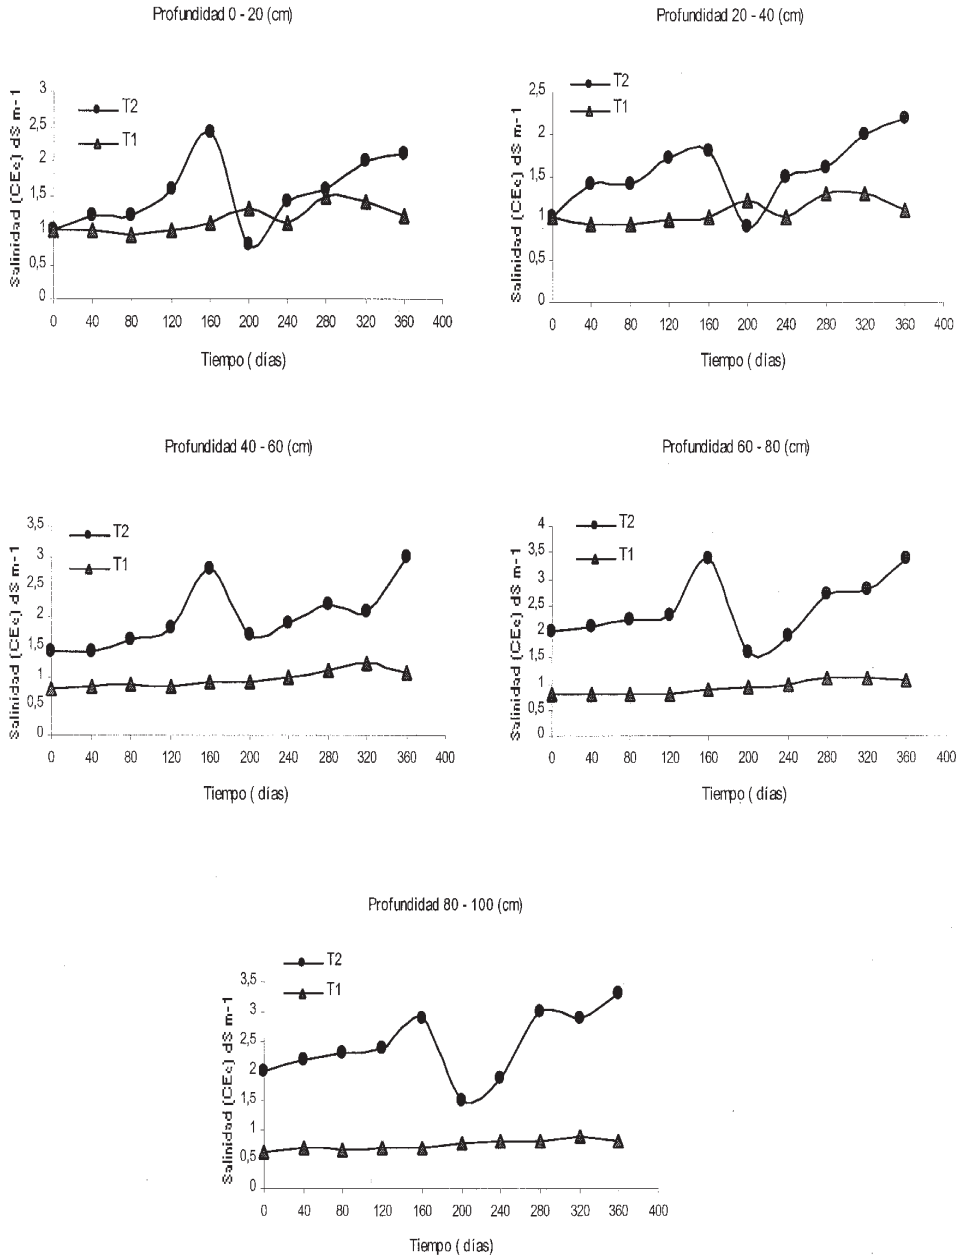 Profundidad 0 - 20 (cm)
Salinidad (CEe) dS m-1
3
2,5
2
1,5
1
0,5
0
T2
T1
0 40 80 120 160 200 240 280 320 360 400
Tiempo ( días)
Profundidad 20 - 40 (cm)
Salinidad (CEe) dS m-1
2,5
2
1,5
1
0,5
0
T2
T1
0 40 80 120 160 200 240 280 320 360 400
Tiempo ( días)
Profundidad 40 - 60 (cm)
Salinidad (CEe) dS m-1
3,5
3
2,5
2
1,5
1
0,5
0
T2
T1
0 40 80 120 160 200 240 280 320 360 400
Tiempo ( días)
Profundidad 60 - 80 (cm)
Salinidad (CEe) dS m-1
4
3,5
3
2,5
2
1,5
1
0,5
0
T2
T1
0 40 80 120 160 200 240 280 320 360 400
Tiempo ( días)
Profundidad 80 - 100 (cm)
Salinidad (CEe) dS m-1
3,5
3
2,5
2
1,5
1
0,5
0
T2
T1
0 40 80 120 160 200 240 280 320 360 400
Tiempo ( días)